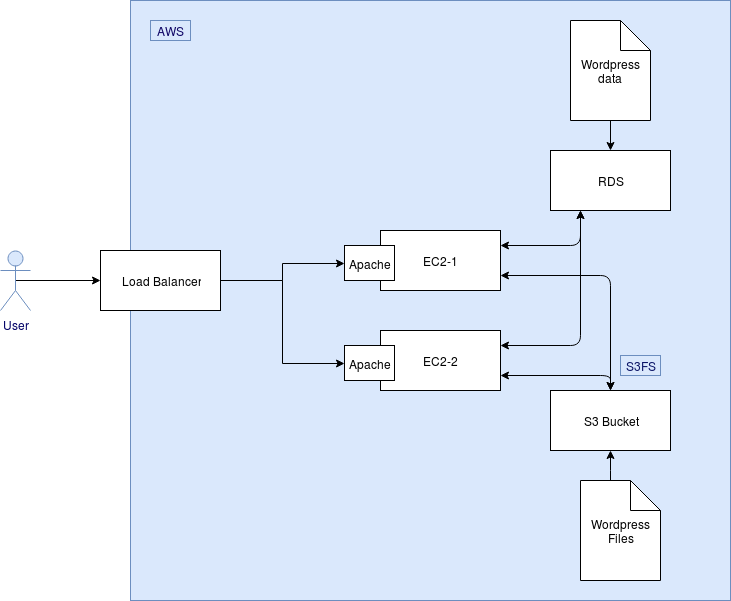 AWS
Wordpress
data
RDS
Apache
EC2-1
Load Balancer
User
Apache
EC2-2
S3FS
S3 Bucket
Wordpress
Files